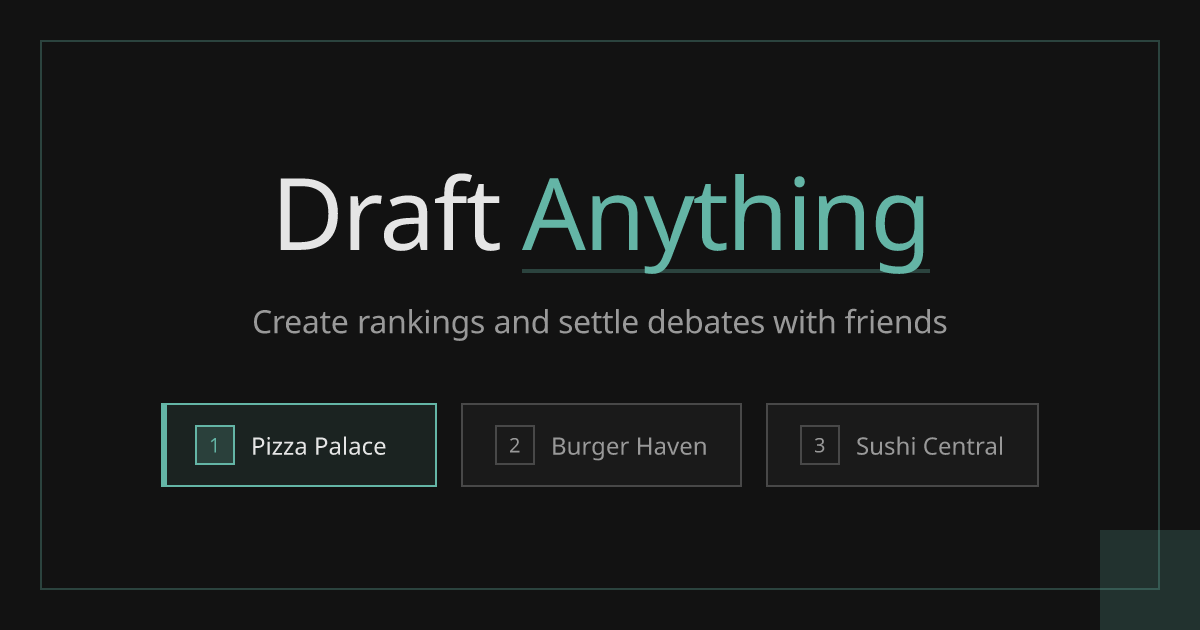 Draft Anything
Create rankings and settle debates with friends
1 Pizza Palace 2 Burger Haven 3 Sushi Central